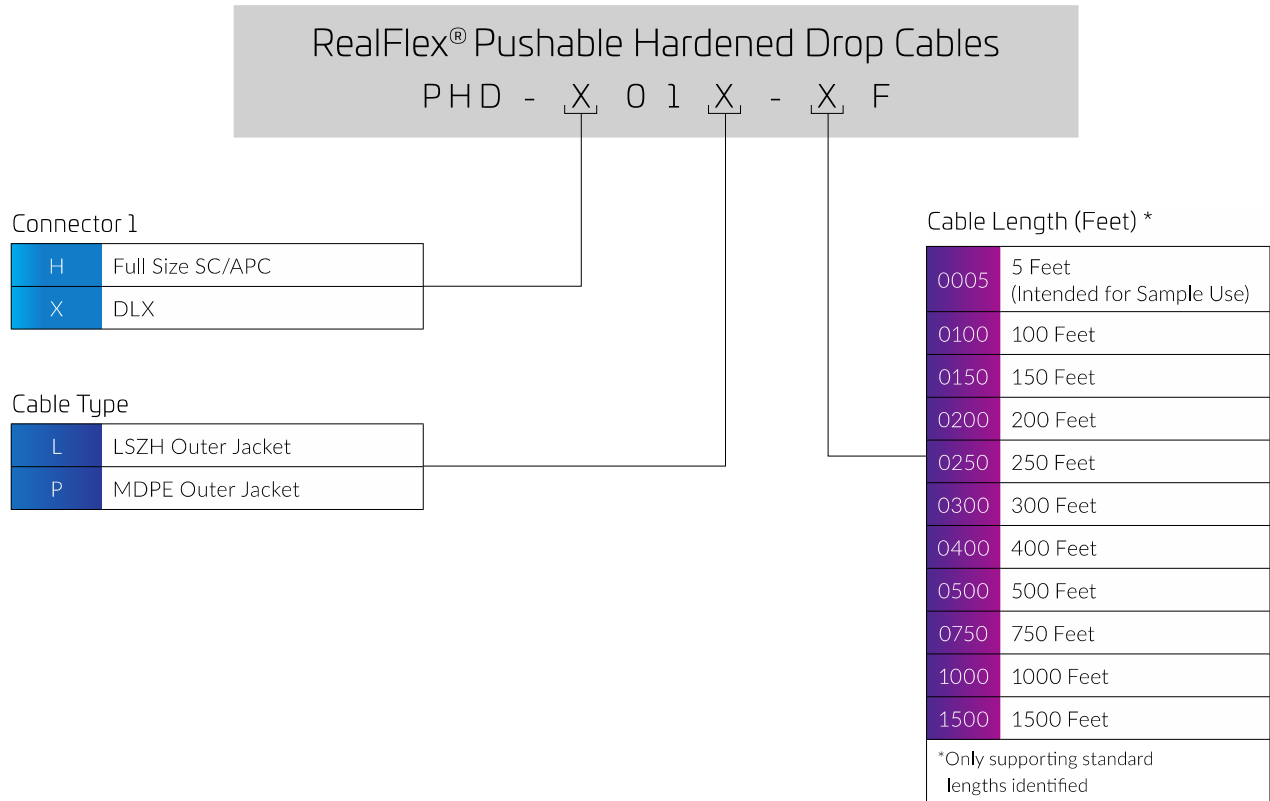 RealFlex® Pushable Hardened Drop Cables
PHD - X 0 1 X - X F
Connector 1
H Full Size SC/APC
X DLX
Cable Type
L LSZH Outer Jacket
P MDPE Outer Jacket
Cable Length (Feet) *
0005 5 Feet
(Intended for Sample Use)
0100 100 Feet
0150 150 Feet
0200 200 Feet
0250 250 Feet
0300 300 Feet
0400 400 Feet
0500 500 Feet
0750 750 Feet
1000 1000 Feet
1500 1500 Feet
*Only supporting standard
lengths identified